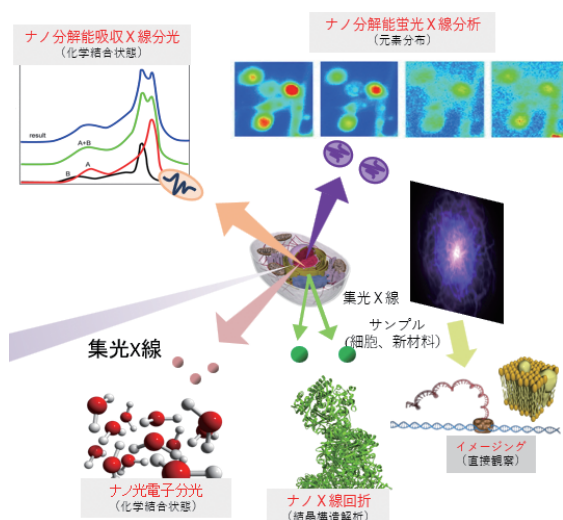 ナノ分解能吸収X線分光
(化学結合状態)
ナノ分解能蛍光X線分析
(元素分布)
result
A+B
A
B
集光X線
サンプル
(細胞、新材料)
集光X線
ナノ光電子分光
(化学結合状態)
ナノX線回折
(結晶構造解析)
イメージング
(直接観察)